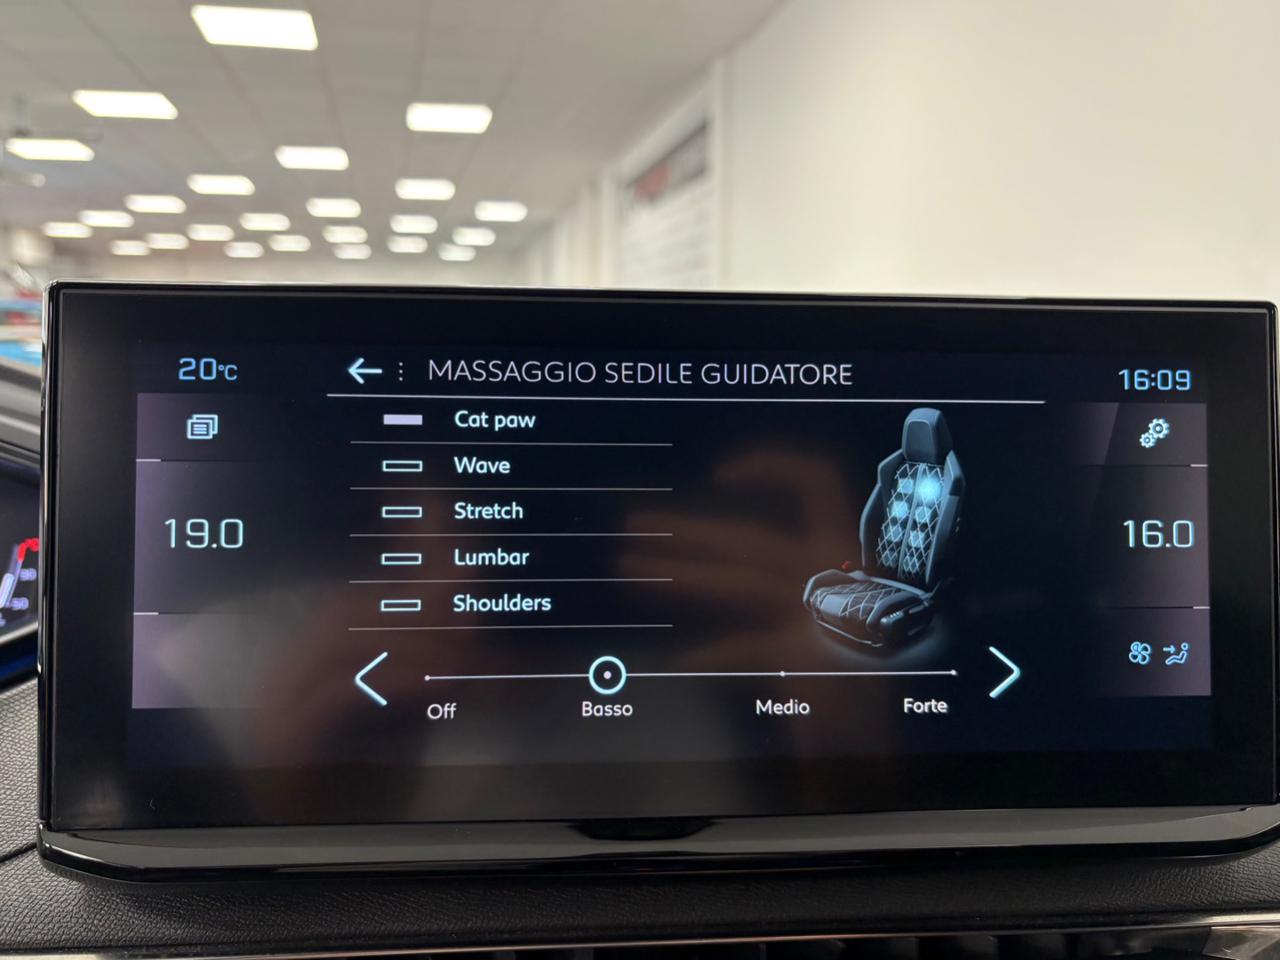 20°C
MASSAGGIO SEDILE GUIDATORE
16:09
Cat paw
Wave
Stretch
Lumbar
Shoulders
19.0
16.0
Off
Basso
Medio
Forte